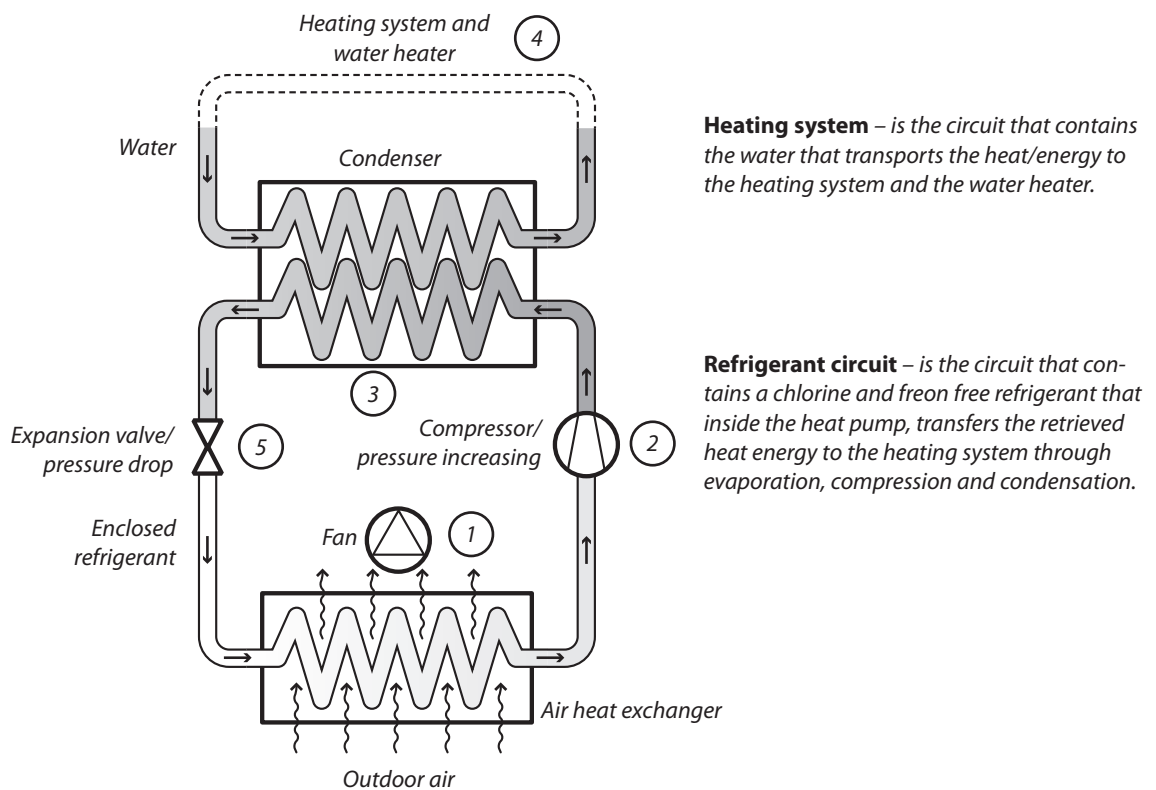 Heating system and
water heater
4
Water
Condenser
Heating system – is the circuit that contains
the water that transports the heat/energy to
the heating system and the water heater.
3
Refrigerant circuit – is the circuit that con-
tains a chlorine and freon free refrigerant that
inside the heat pump, transfers the retrieved
heat energy to the heating system through
evaporation, compression and condensation.
Expansion valve/
pressure drop
5
Compressor/
pressure increasing
2
Enclosed
refrigerant
Fan
1
Air heat exchanger
Outdoor air